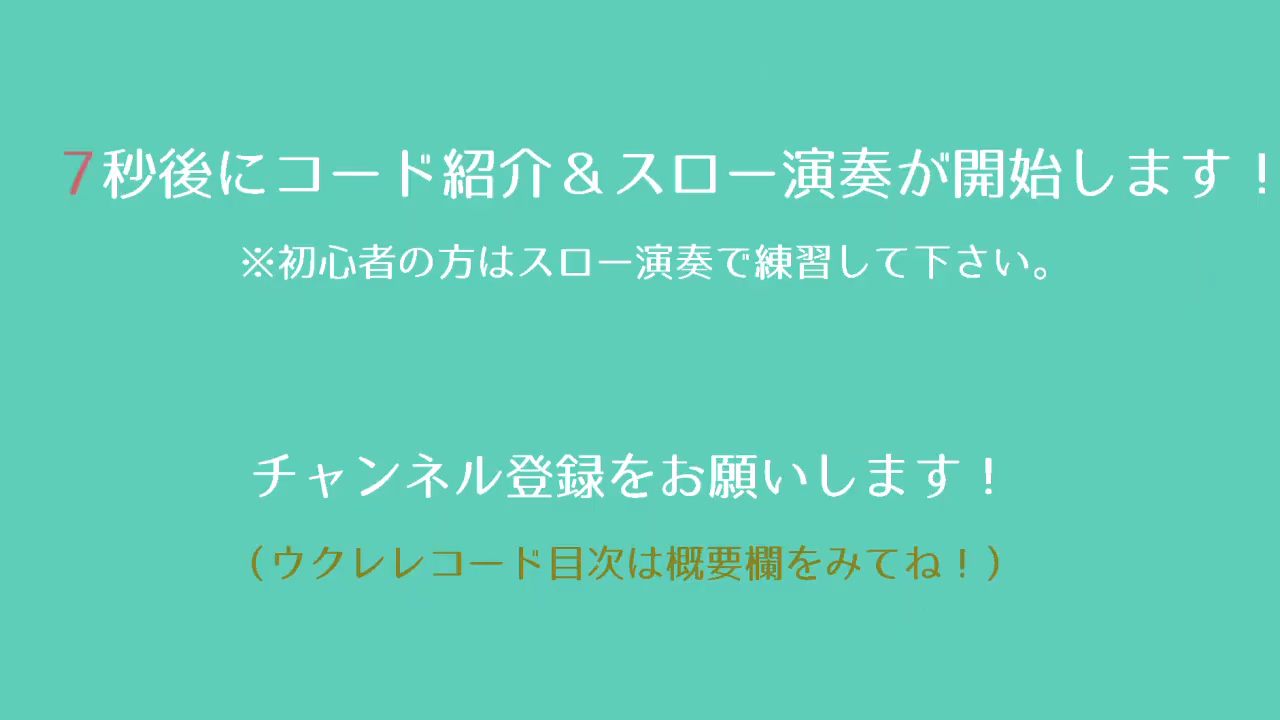 7秒後にコード紹介＆スロー演奏が開始します！
※初心者の方はスロー演奏で練習して下さい。
チャンネル登録をお願いします！
（ウクレレコード目次は概要欄をみてね！）